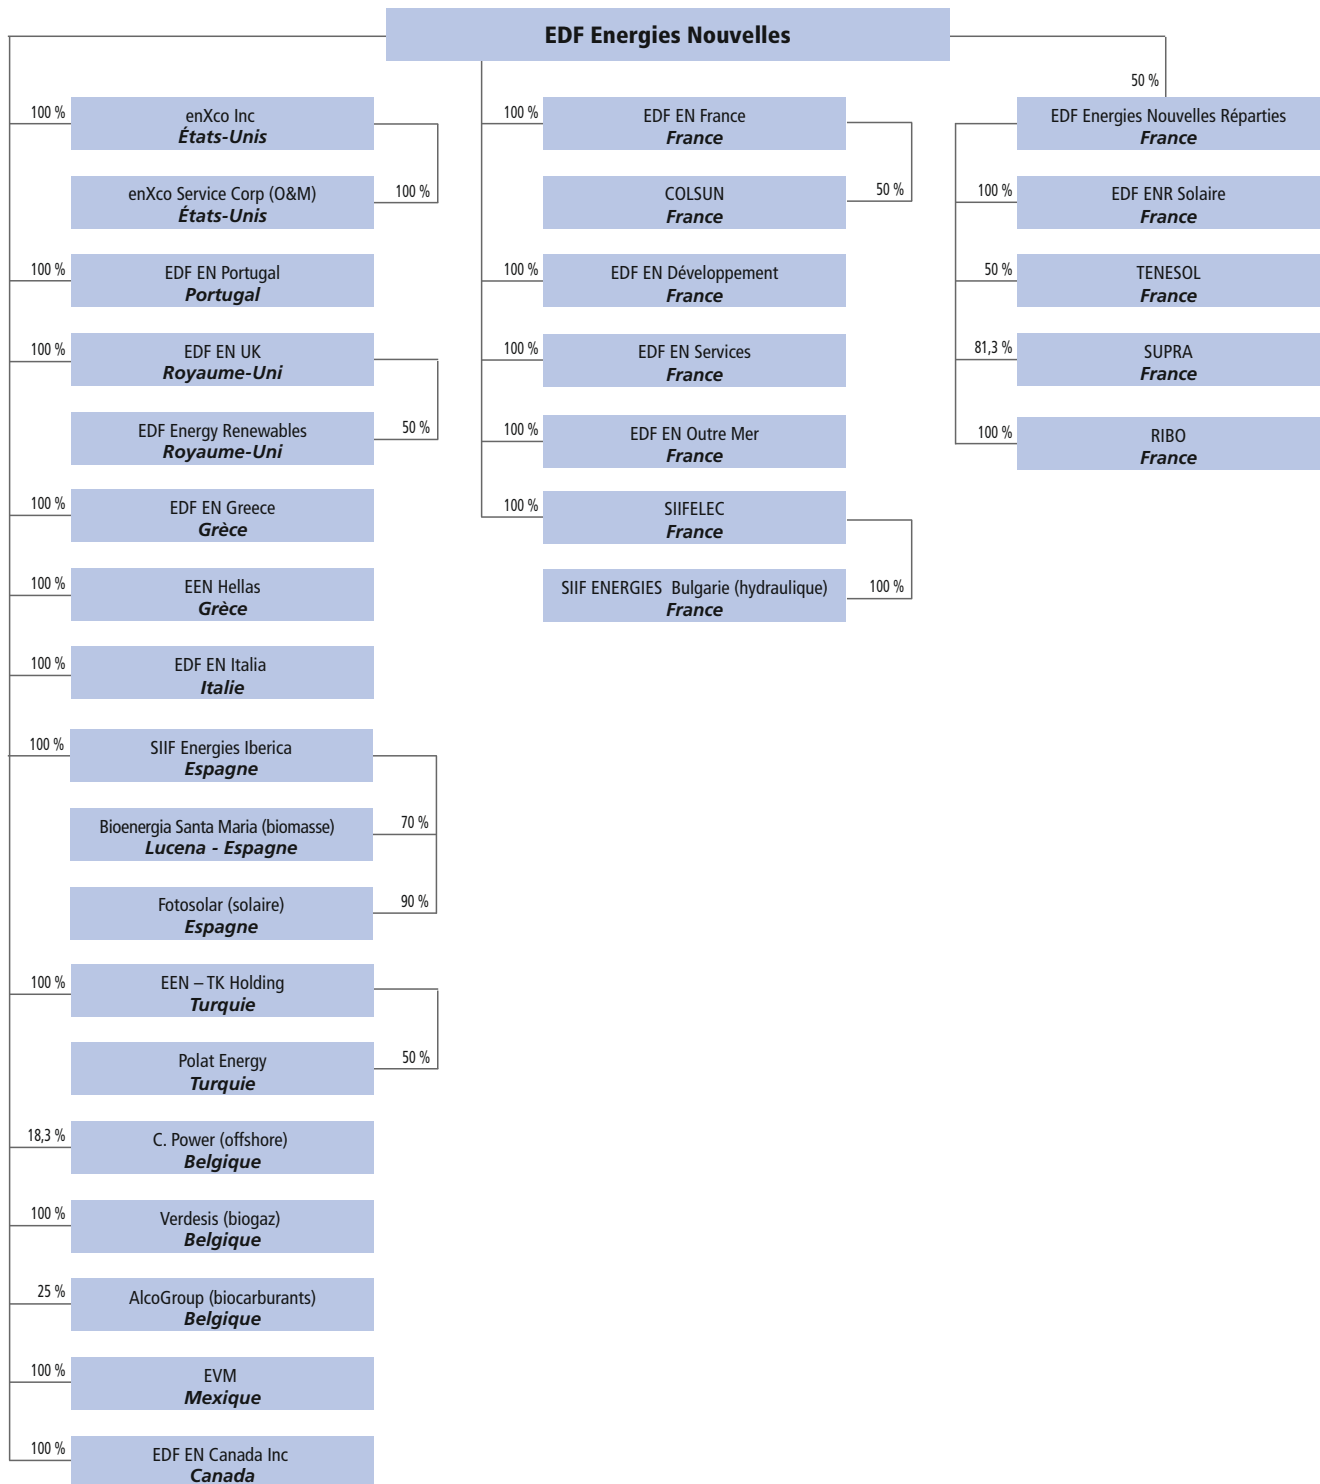 EDF Energies Nouvelles
100 %
enXco Inc
États-Unis
enXco Service Corp (O&M)
États-Unis
100 %
100 %
EDF EN Portugal
Portugal
100 %
EDF EN UK
Royaume-Uni
EDF Energy Renewables
Royaume-Uni
50 %
100 %
EDF EN Greece
Grèce
100 %
EEN Hellas
Grèce
100 %
EDF EN Italia
Italie
100 %
SIIF Energies Iberica
Espagne
Bioenergia Santa Maria (biomasse)
Lucena - Espagne
70 %
Fotosolar (solaire)
Espagne
90 %
100 %
EEN – TK Holding
Turquie
Polat Energy
Turquie
50 %
18,3 %
C. Power (offshore)
Belgique
100 %
Verdesis (biogaz)
Belgique
25 %
AlcoGroup (biocarburants)
Belgique
100 %
EVM
Mexique
100 %
EDF EN Canada Inc
Canada
100 %
EDF EN France
France
COLSUN
France
50 %
100 %
EDF EN Développement
France
100 %
EDF EN Services
France
100 %
EDF EN Outre Mer
France
100 %
SIIFELEC
France
SIIF ENERGIES Bulgarie (hydraulique)
France
100 %
50 %
EDF Energies Nouvelles Réparties
France
100 %
EDF ENR Solaire
France
50 %
TENESOL
France
81,3 %
SUPRA
France
100 %
RIBO
France